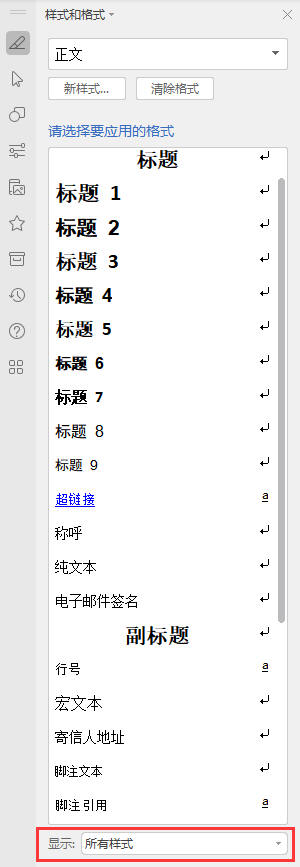 样式和格式
正文
新样式... 清除格式
请选择要应用的格式
标题
标题 1
标题 2
标题 3
标题 4
标题 5
标题 6
标题 7
标题 8
标题 9
超链接 a
称呼
纯文本
电子邮件签名
副标题
行号 a
宏文本
寄信人地址
脚注文本
脚注引用 a
显示: 所有样式